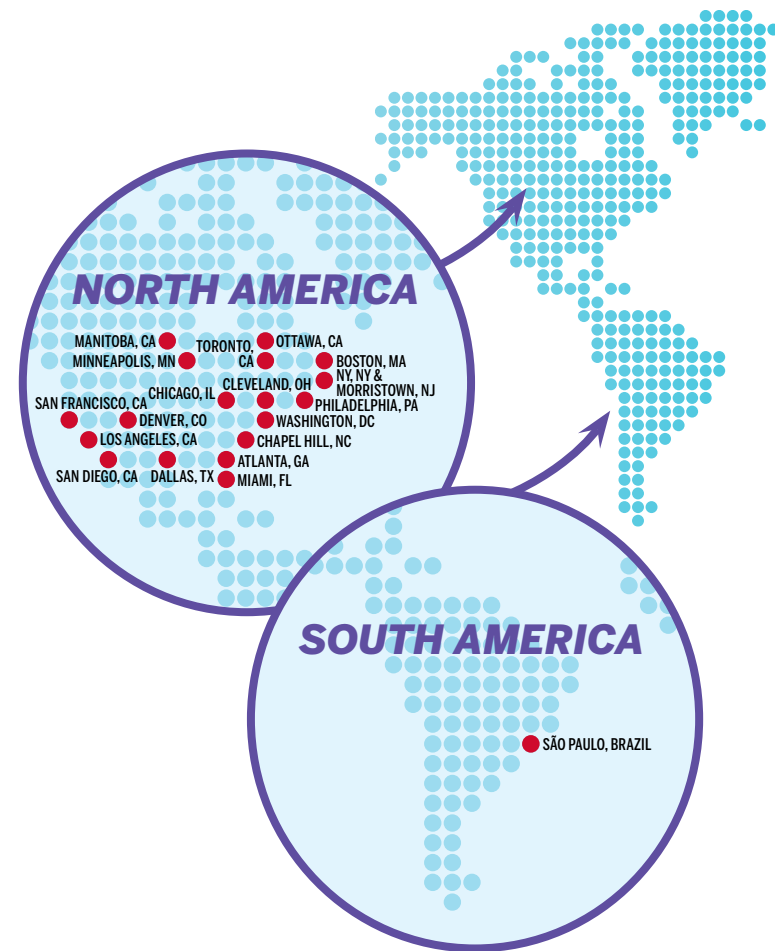 NORTH AMERICA
MANITOBA, CA
OTTAWA, CA
TORONTO,
CA
MINNEAPOLIS, MN
BOSTON, MA
NY, NY &
MORRISTOWN, NJ
CLEVELAND, OH
CHICAGO, IL
PHILADELPHIA, PA
SAN FRANCISCO, CA
DENVER, CO
WASHINGTON, DC
LOS ANGELES, CA
CHAPEL HILL, NC
ATLANTA, GA
SAN DIEGO, CA
DALLAS, TX
MIAMI, FL
SOUTH AMERICA
SÃO PAULO, BRAZIL